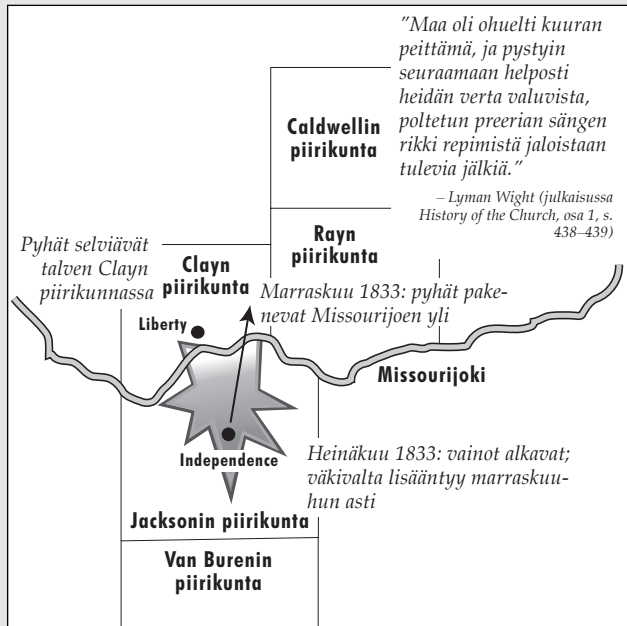 ”Maa oli ohuelti kuuran
peittämä, ja pystyin
seuraamaan helposti
heidän verta valuvista,
poltetun preerian sängen
rikki repimistä jaloistaan
tulevia jälkiä.”
– Lyman Wight (julkaisussa
History of the Church, osa 1, s.
438–439)
Caldwellin
piirikunta
Rayn
piirikunta
Pyhät selviävät
talven Clayn
piirikunnassa
Clayn
piirikunta
Marraskuu 1833: pyhät pake-
nevat Missourijoen yli
Liberty
Missourijoki
Independence
Heinäkuu 1833: vainot alkavat;
väkivalta lisääntyy marraskuu-
hun asti
Jacksonin piirikunta
Van Burenin
piirikunta